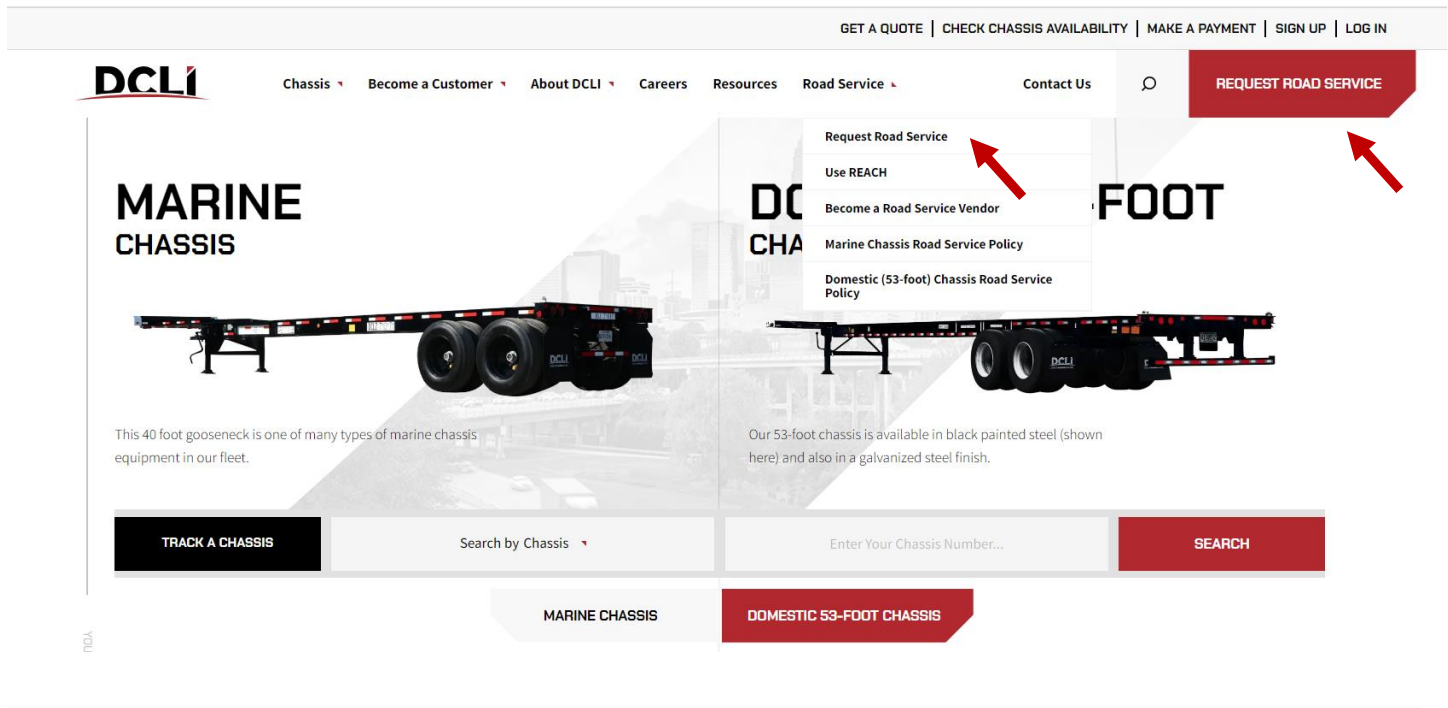 GET A QUOTE | CHECK CHASSIS AVAILABILITY | MAKE A PAYMENT | SIGN UP | LOG IN
DCLI
Chassis Become a Customer About DCLI Careers Resources Road Service Contact Us REQUEST ROAD SERVICE
Request Road Service
Use REACH
Become a Road Service Vendor
Marine Chassis Road Service Policy
Domestic (53-foot) Chassis Road Service
Policy
MARINE
CHASSIS
DO -FOOT
CHA
DCLI DCLI
DCLI
This 40 foot gooseneck is one of many types of marine chassis
equipment in our fleet.
Our 53-foot chassis is available in black painted steel (shown
here) and also in a galvanized steel finish.
TRACK A CHASSIS Search by Chassis Enter Your Chassis Number... SEARCH
MARINE CHASSIS DOMESTIC 53-FOOT CHASSIS
YOU